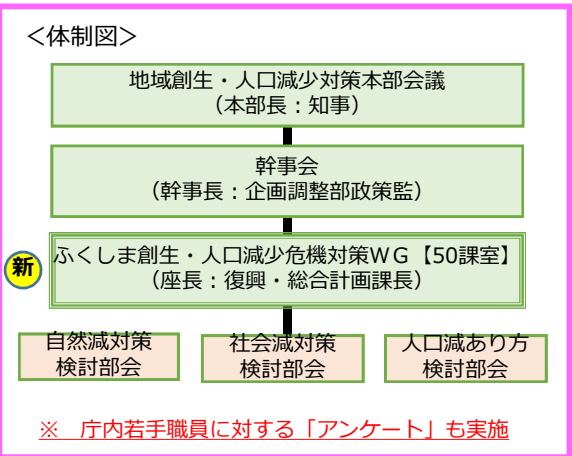 ＜体制図＞
地域創生・人口減少対策本部会議
（本部長：知事）
幹事会
（幹事長：企画調整部政策監）
新
ふくしま創生・人口減少危機対策ＷＧ【50課室】
（座長：復興・総合計画課長）
自然減対策
検討部会
社会減対策
検討部会
人口減あり方
検討部会
※　庁内若手職員に対する「アンケート」も実施